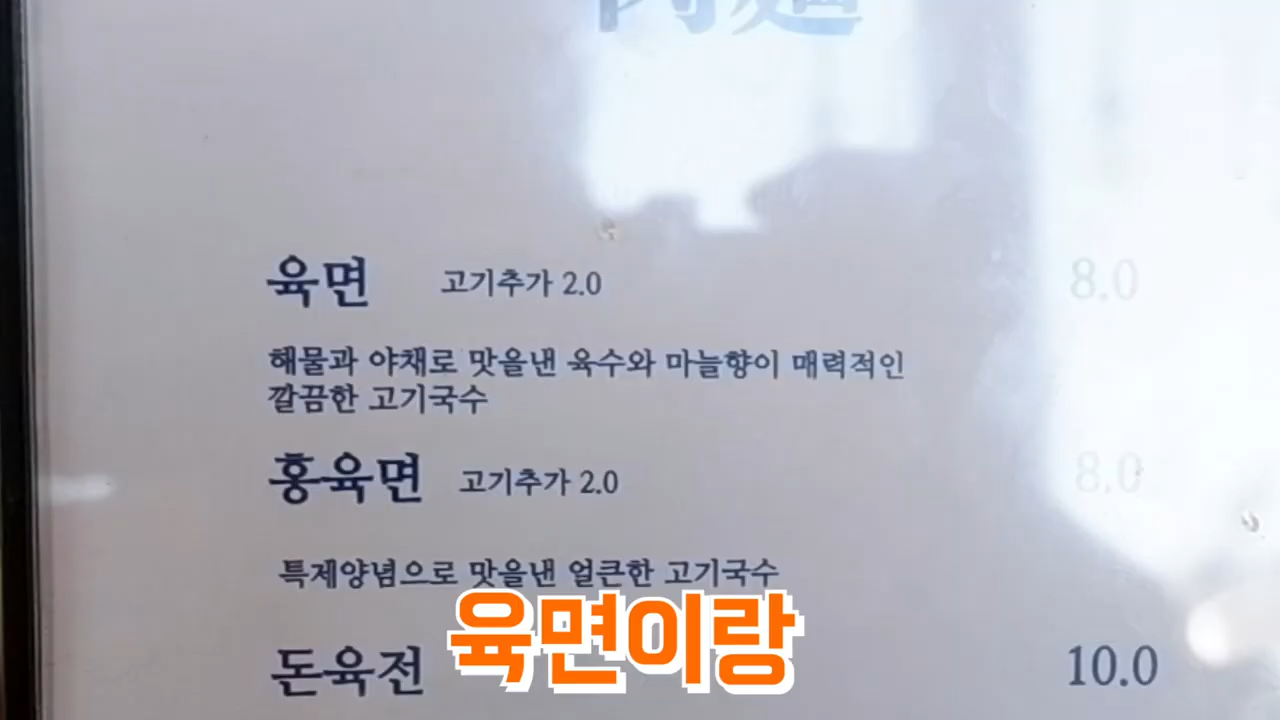 肉麵
육면 고기추가 2.0 8.0
해물과 야채로 맛을낸 육수와 마늘향이 매력적인
깔끔한 고기국수
홍육면 고기추가 2.0 8.0
특제양념으로 맛을낸 얼큰한 고기국수
육면이랑
돈육전 10.0